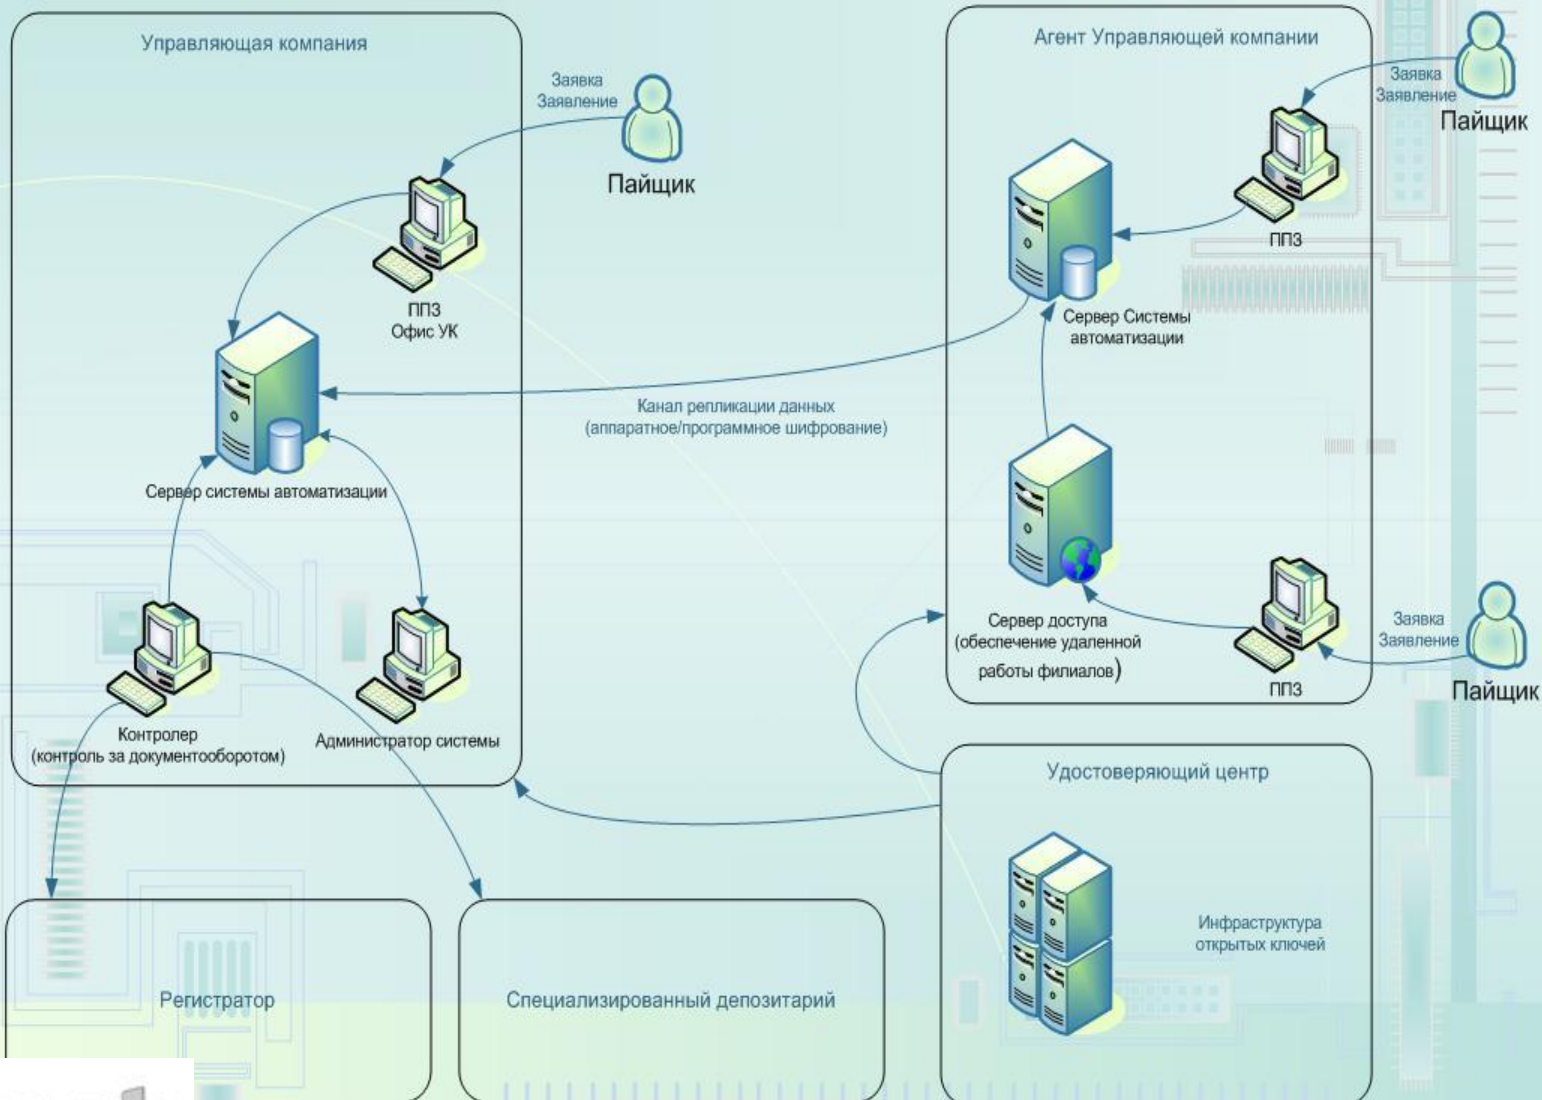 Управляющая компания
Заявка
Заявление
Пайщик
ППЗ
Офис УК
Сервер системы автоматизации
Контролер
(контроль за документооборотом)
Администратор системы
Канал репликации данных
(аппаратное/программное шифрование)
Агент Управляющей компании
Заявка
Заявление
Пайщик
ППЗ
Сервер Системы
автоматизации
Сервер доступа
(обеспечение удаленной
работы филиалов)
ППЗ
Заявка
Заявление
Пайщик
Удостоверяющий центр
Инфраструктура
открытых ключей
Регистратор
Специализированный депозитарий